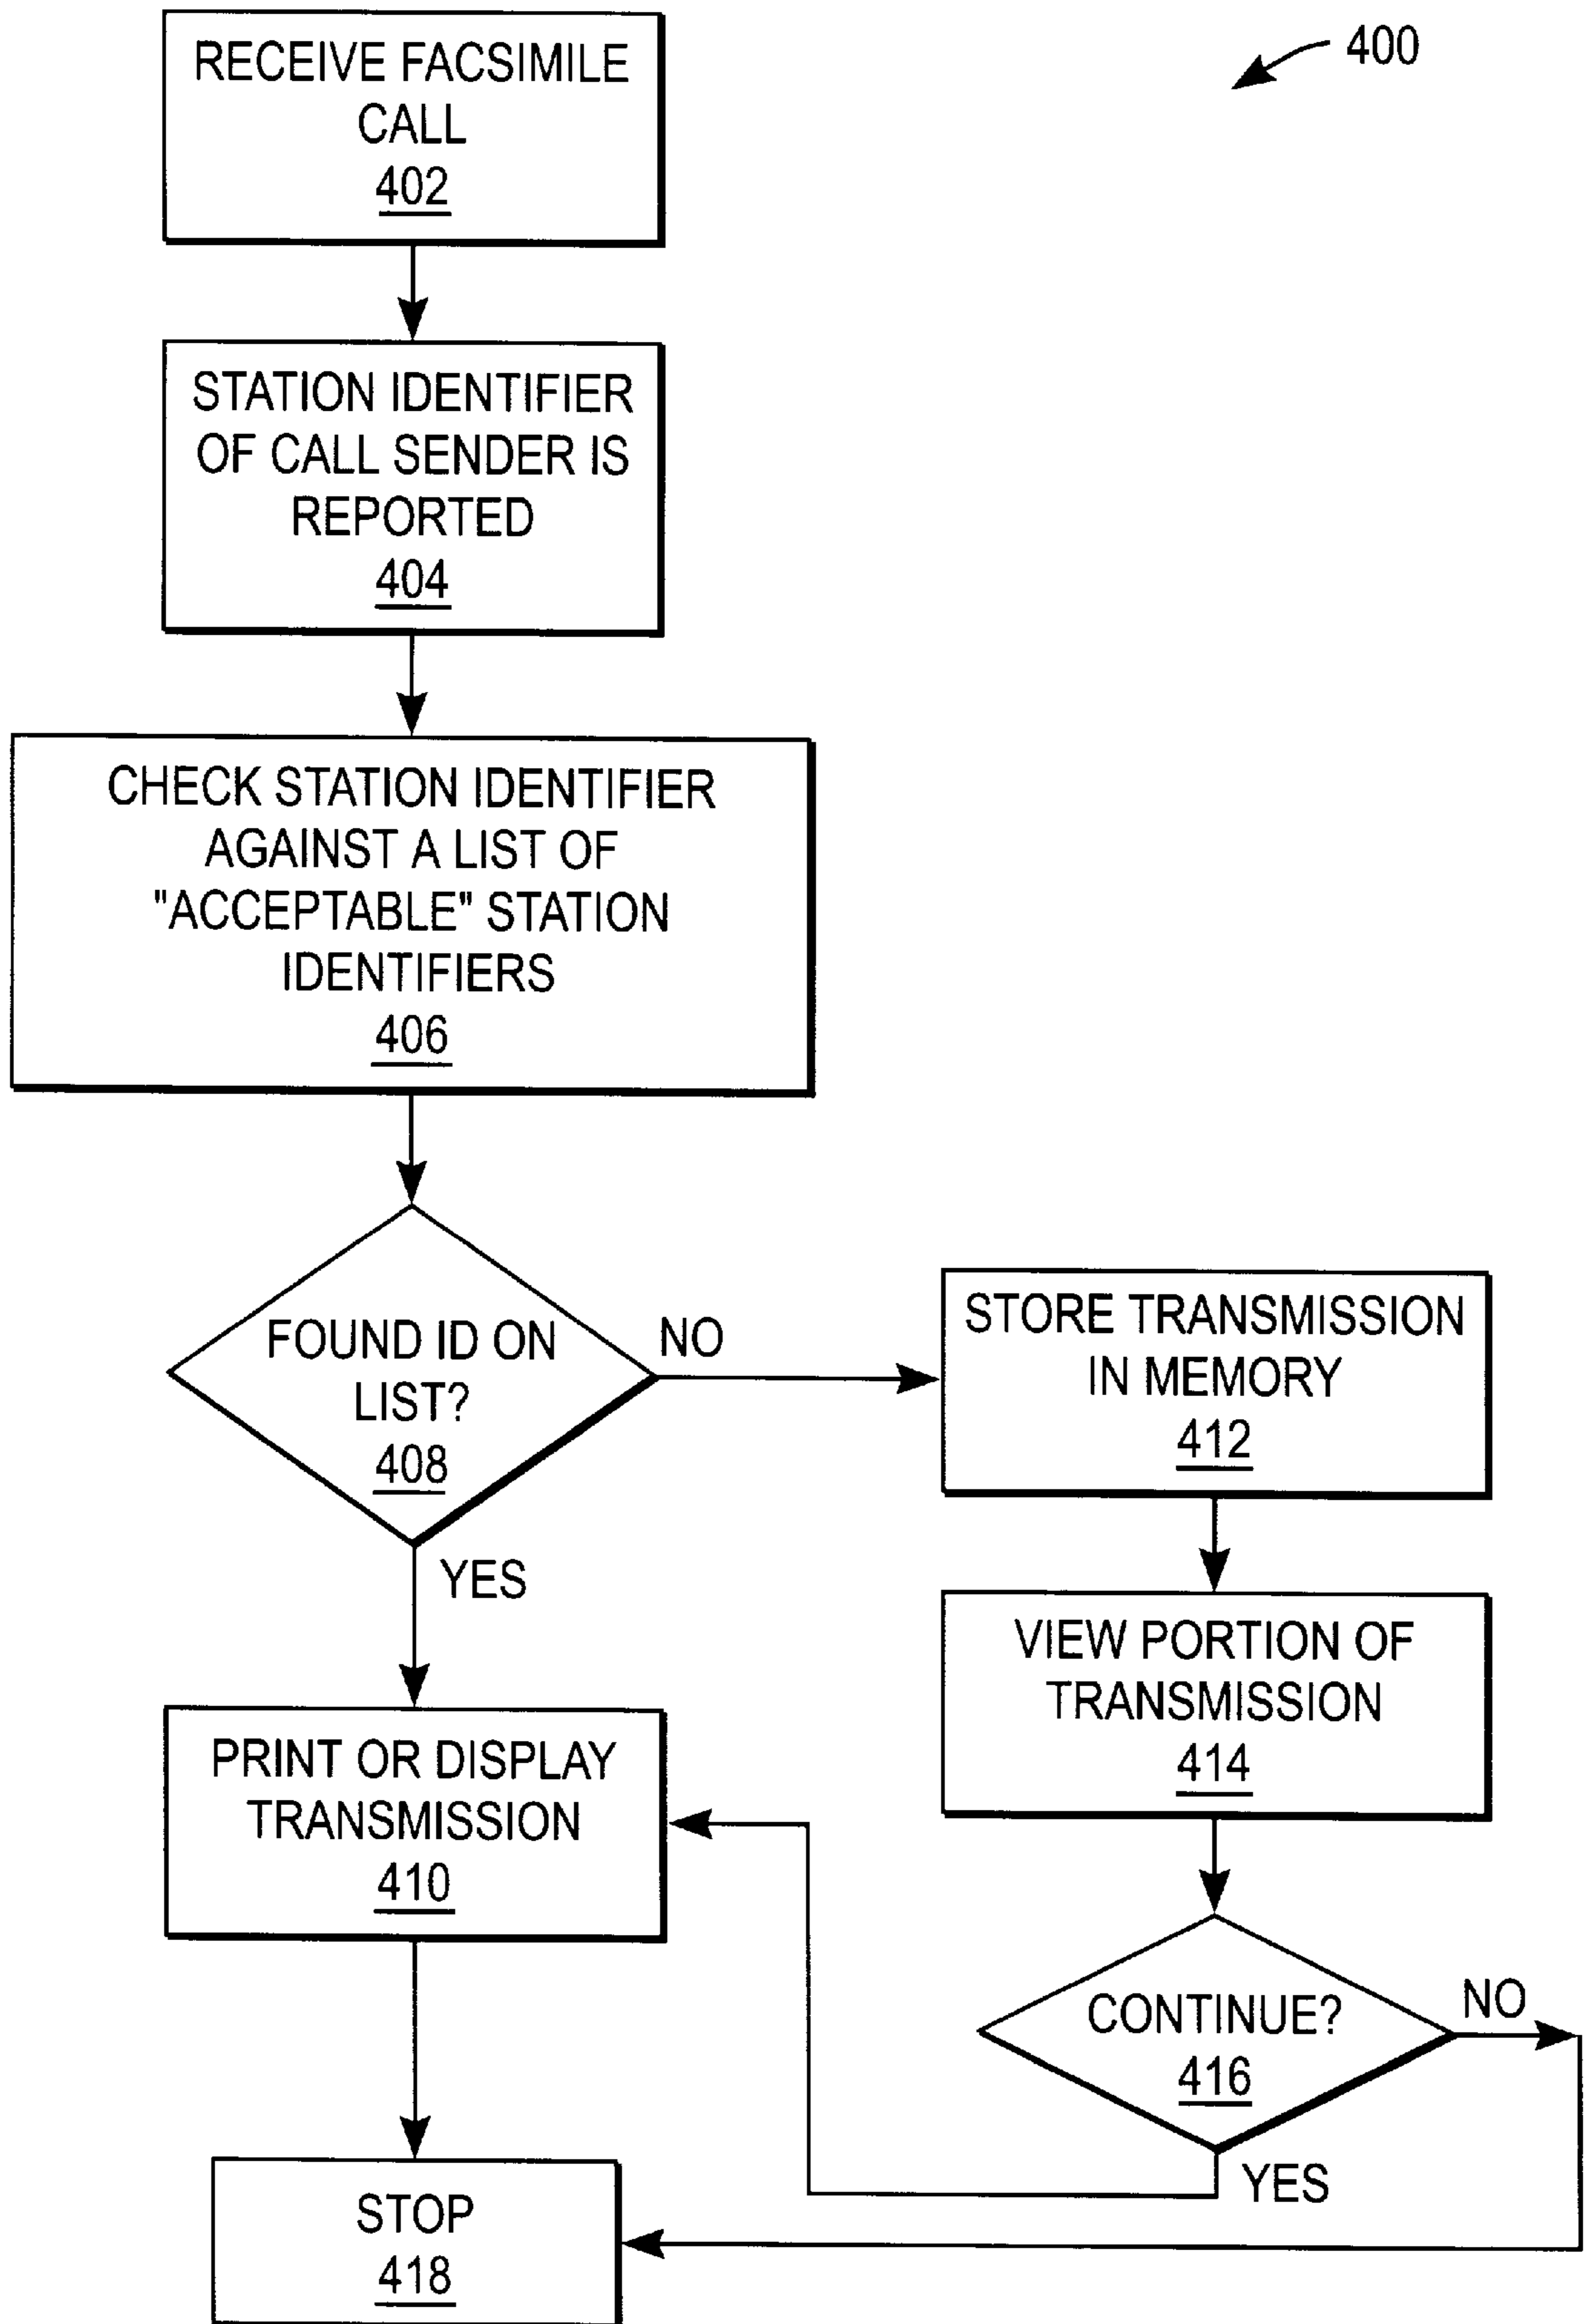 400
RECEIVE FACSIMILE
CALL
402
STATION IDENTIFIER
OF CALL SENDER IS
REPORTED
404
CHECK STATION IDENTIFIER
AGAINST A LIST OF
"ACCEPTABLE" STATION
IDENTIFIERS
406
FOUND ID ON
LIST?
408
NO
YES
STORE TRANSMISSION
IN MEMORY
412
VIEW PORTION OF
TRANSMISSION
414
PRINT OR DISPLAY
TRANSMISSION
410
CONTINUE?
416
NO
YES
STOP
418